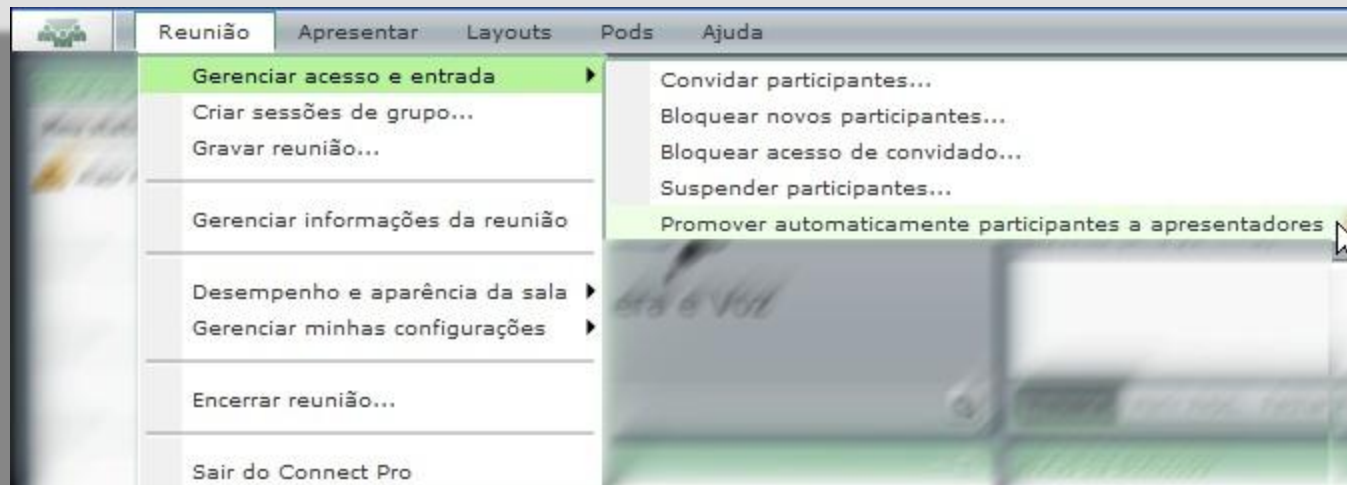 Reunião Apresentar Layouts Pods Ajuda
Gerenciar acesso e entrada
Criar sessões de grupo...
Gravar reunião...
Gerenciar informações da reunião
Desempenho e aparência da sala
Gerenciar minhas configurações
Encerrar reunião...
Sair do Connect Pro
Convidar participantes...
Bloquear novos participantes...
Bloquear acesso de convidado...
Suspender participantes...
Promover automaticamente participantes a apresentadores
e Voz